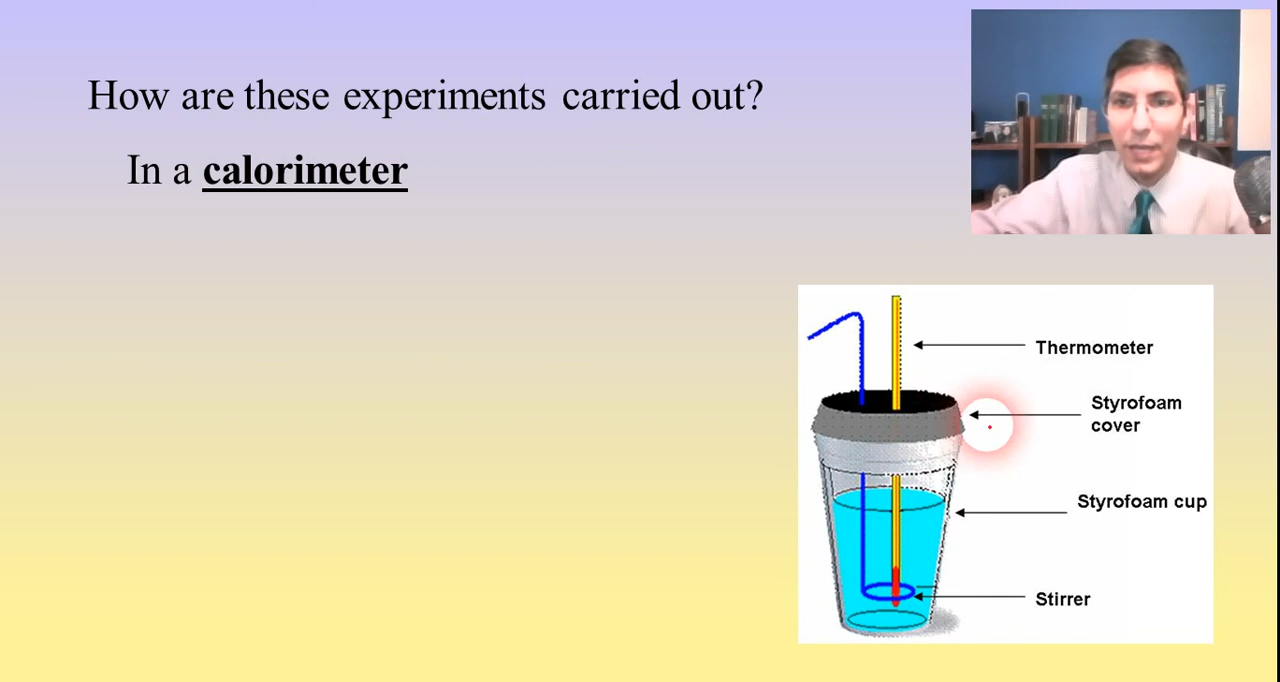 How are these experiments carried out?
In a calorimeter
Thermometer
Styrofoam
cover
Styrofoam cup
Stirrer